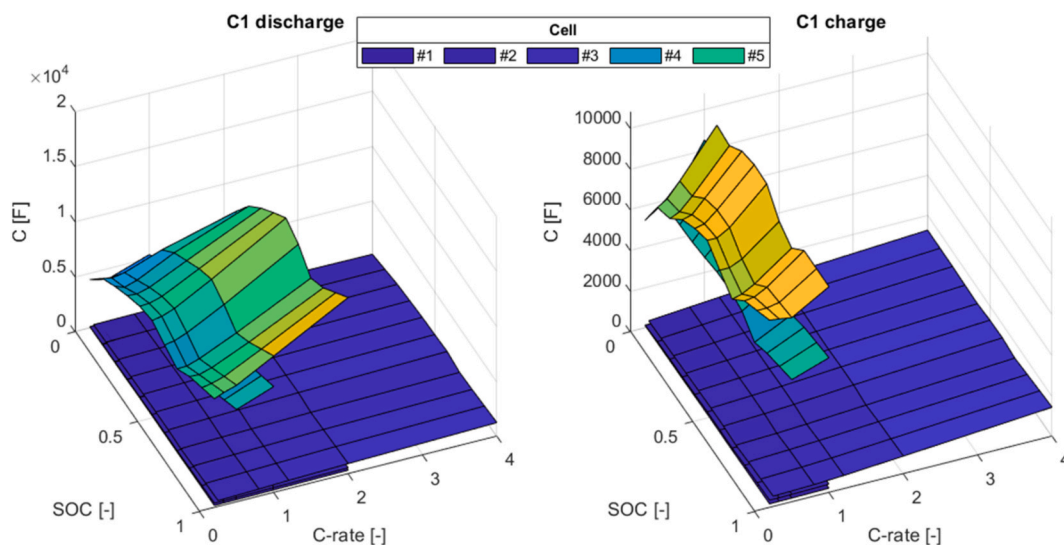 C1 discharge
Cell
C1 charge
#1 #2 #3 #4 #5
×10⁴
2
1.5
1
0.5
0
C [F]
0
0.5
1
SOC [-]
0
1
2
3
4
C-rate [-]
10000
8000
6000
4000
2000
0
C [F]
0
0.5
1
SOC [-]
0
1
2
3
4
C-rate [-]